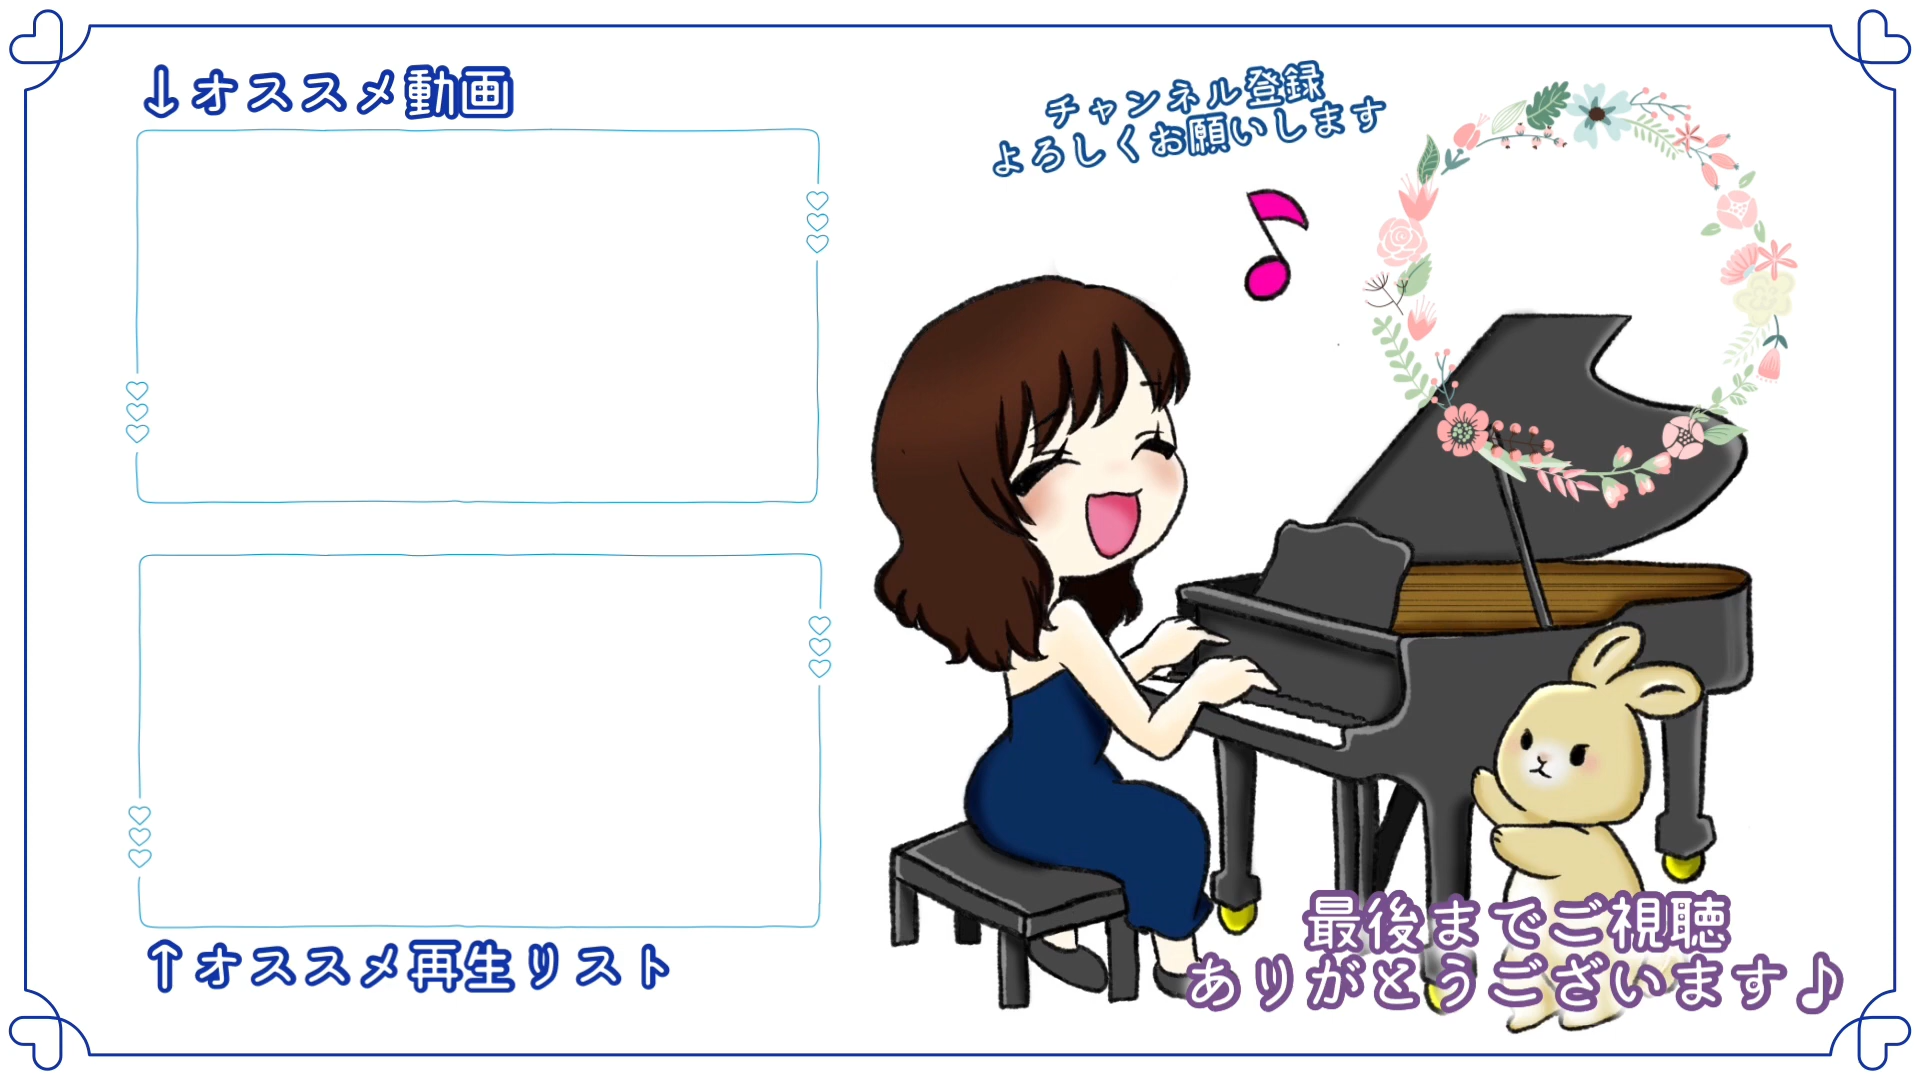 ↓オススメ動画
チャンネル登録
よろしくお願いします
↑オススメ再生リスト
最後までご視聴
ありがとうございます♪